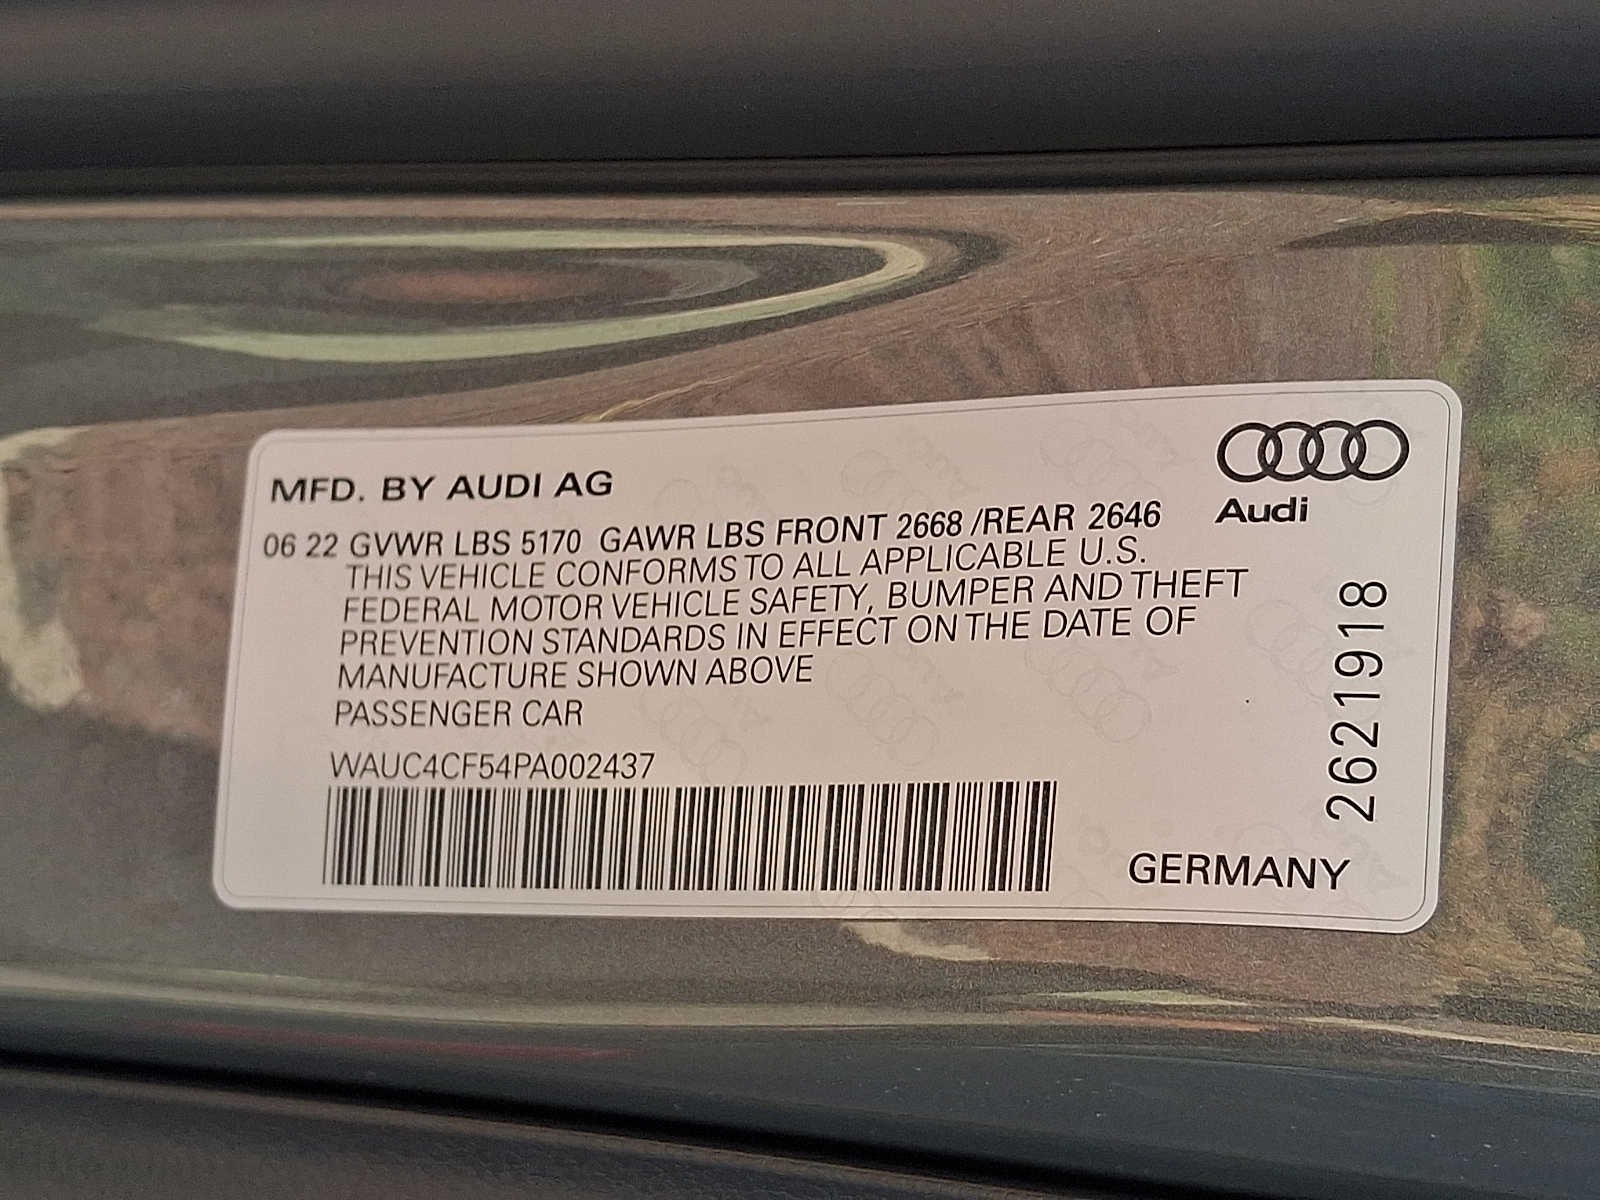 MFD. BY AUDI AG
Audi
06 22 GVWR LBS 5170 GAWR LBS FRONT 2668 /REAR 2646
THIS VEHICLE CONFORMS TO ALL APPLICABLE U.S.
FEDERAL MOTOR VEHICLE SAFETY, BUMPER AND THEFT
PREVENTION STANDARDS IN EFFECT ON THE DATE OF
MANUFACTURE SHOWN ABOVE
PASSENGER CAR
WAUC4CF54PA002437
GERMANY
2621918